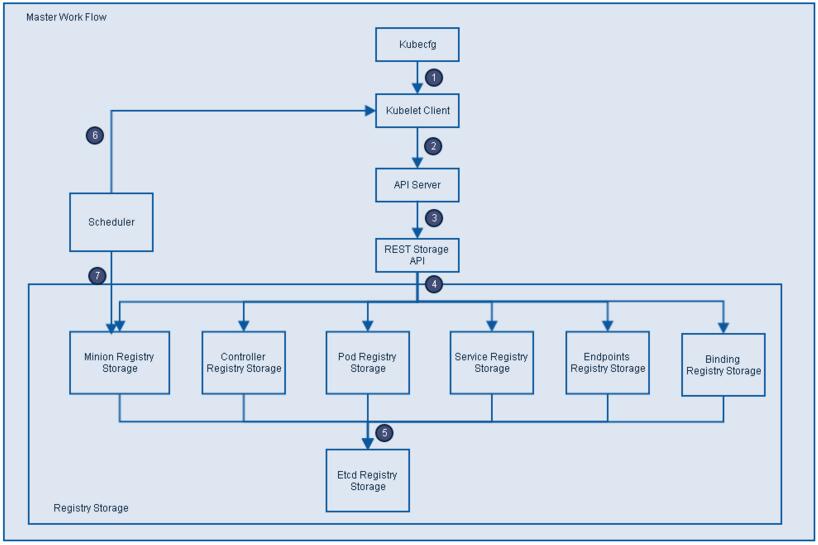 Master Work Flow
Kubecfg
1
Kubelet Client
6
2
API Server
Scheduler
3
REST Storage
API
7
4
Minion Registry
Storage
Controller
Registry Storage
Pod Registry
Storage
Service Registry
Storage
Endpoints
Registry Storage
Binding
Registry Storage
5
Etcd Registry
Storage
Registry Storage